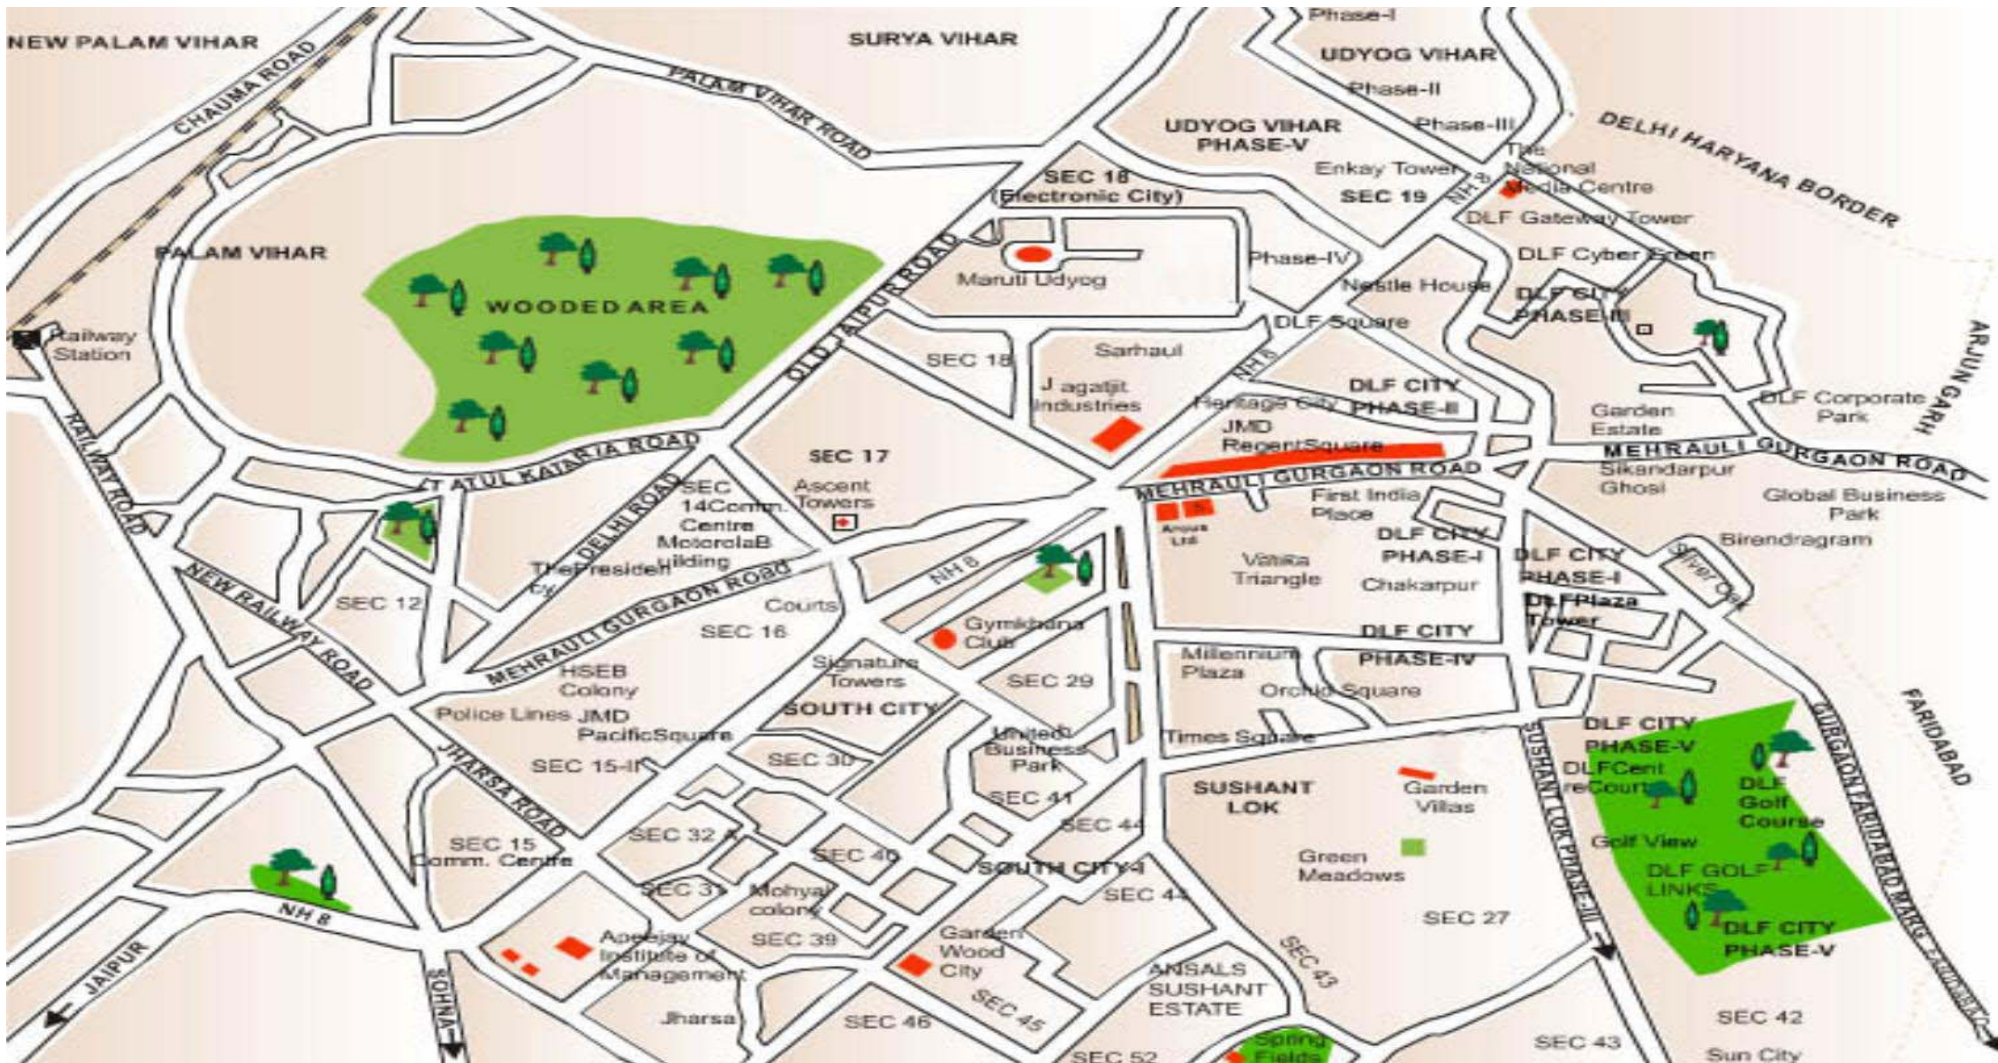 NEW PALAM VIHAR
CHAUMA ROAD
SURYA VIHAR
PALAM VIHAR ROAD
Phase-I
UDYOG VIHAR
Phase-II
Phase-III
UDYOG VIHAR
PHASE-V
Enkay Tower
SEC 19
NH 8
The
National
Media Centre
DLF Gateway Tower
DELHI HARYANA BORDER
SEC 18
(Electronic City)
Maruti Udyog
Phase-IV
Nestle House
DLF Cyber Green
DLF CITY
PHASE-III
DLF Square
PALAM VIHAR
WOODED AREA
OLD JAIPUR ROAD
Railway
Station
RAILWAY ROAD
SEC 18
Sarhaul
Jagatjit
Industries
NH 8
DLF CITY
PHASE-II
Heritage City
JMD
RegentSquare
MEHRAULI GURGAON ROAD
Garden
Estate
DLF Corporate
Park
ARJUN GARH
MEHRAULI GURGAON ROAD
Sikandarpur
Ghosi
Global Business
Park
Birendragram
ATUL KATARIA ROAD
DELHI ROAD
SEC 17
Ascent
Towers
SEC
14Comm.
Centre
MotorolaB
uilding
ThePresiden
First India
Place
DLF CITY
PHASE-I
Vatika
Triangle
Chakarpur
DLF CITY
PHASE-I
DLFPlaza
Tower
Silver Oak
NEW RAILWAY ROAD
SEC 12
MEHRAULI GURGAON Road
Courts
SEC 16
NH 8
Gymkhana
Club
SEC 29
DLF CITY
PHASE-IV
Millennium
Plaza
Orchid Square
Times Square
HSEB
Colony
Police Lines
JMD
PacificSquare
SEC 15-II
JHARSA ROAD
Signature
Towers
SOUTH CITY
SEC 30
United
Business
Park
SEC 41
SEC 44
SOUTH CITY-I
SEC 44
SUSHANT
LOK
Garden
Villas
Green
Meadows
SEC 27
SUSHANT LOK PHASE-III
DLF CITY
PHASE-V
DLFCent
reCourt
DLF
Golf
Course
Golf View
DLF GOLF
LINKS
DLF CITY
PHASE-V
GURGAON FARIDABAD MARG
FARIDABAD
SEC 15
Comm. Centre
SEC 32 A
SEC 40
SEC 31
Mohyal
colony
SEC 39
NH 8
JAIPUR
SOHNA
Apeejay
Institute of
Management
Jharsa
Garden
Wood
City
SEC 45
SEC 46
SEC 43
ANSALS
SUSHANT
ESTATE
SEC 52
Spring
Fields
SEC 43
SEC 42
Sun City